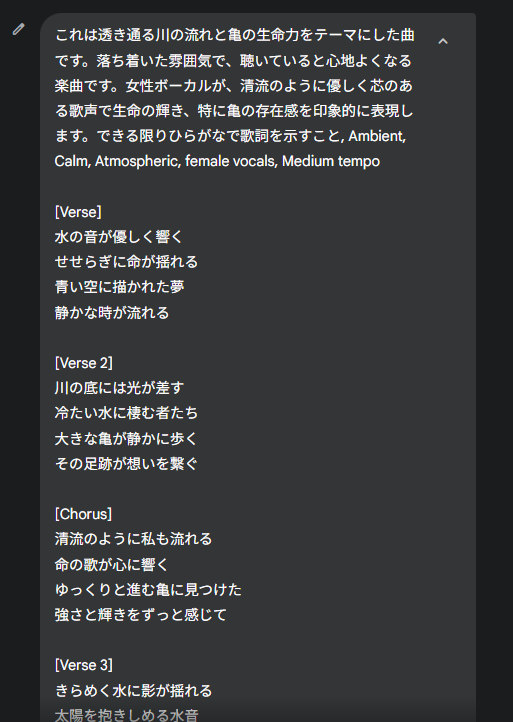 これは透き通る川の流れと亀の生命力をテーマにした曲
です。落ち着いた雰囲気で、聴いていると心地よくなる
楽曲です。女性ボーカルが、清流のように優しく芯のあ
る歌声で生命の輝き、特に亀の存在感を印象的に表現し
ます。できる限りひらがなで歌詞を示すこと, Ambient,
Calm, Atmospheric, female vocals, Medium tempo
[Verse]
水の音が優しく響く
せせらぎに命が揺れる
青い空に描かれた夢
静かな時が流れる
[Verse 2]
川の底には光が差す
冷たい水に棲む者たち
大きな亀が静かに歩く
その足跡が想いを繋ぐ
[Chorus]
清流のように私も流れる
命の歌が心に響く
ゆっくりと進む亀に見つけた
強さと輝きをずっと感じて
[Verse 3]
きらめく水に影が揺れる
太陽を抱きしめる水音